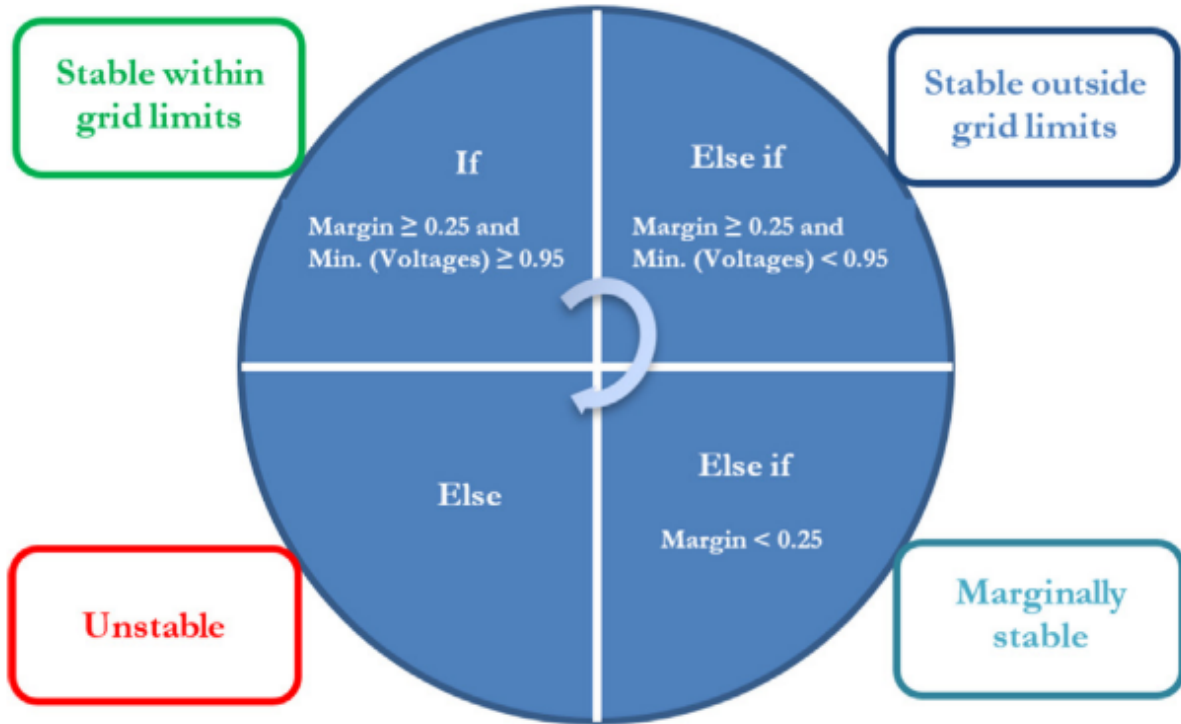 Stable within
grid limits
Stable outside
grid limits
If
Margin ≥ 0.25 and
Min. (Voltages) ≥ 0.95
Else if
Margin ≥ 0.25 and
Min. (Voltages) < 0.95
Else
Else if
Margin < 0.25
Unstable
Marginally
stable